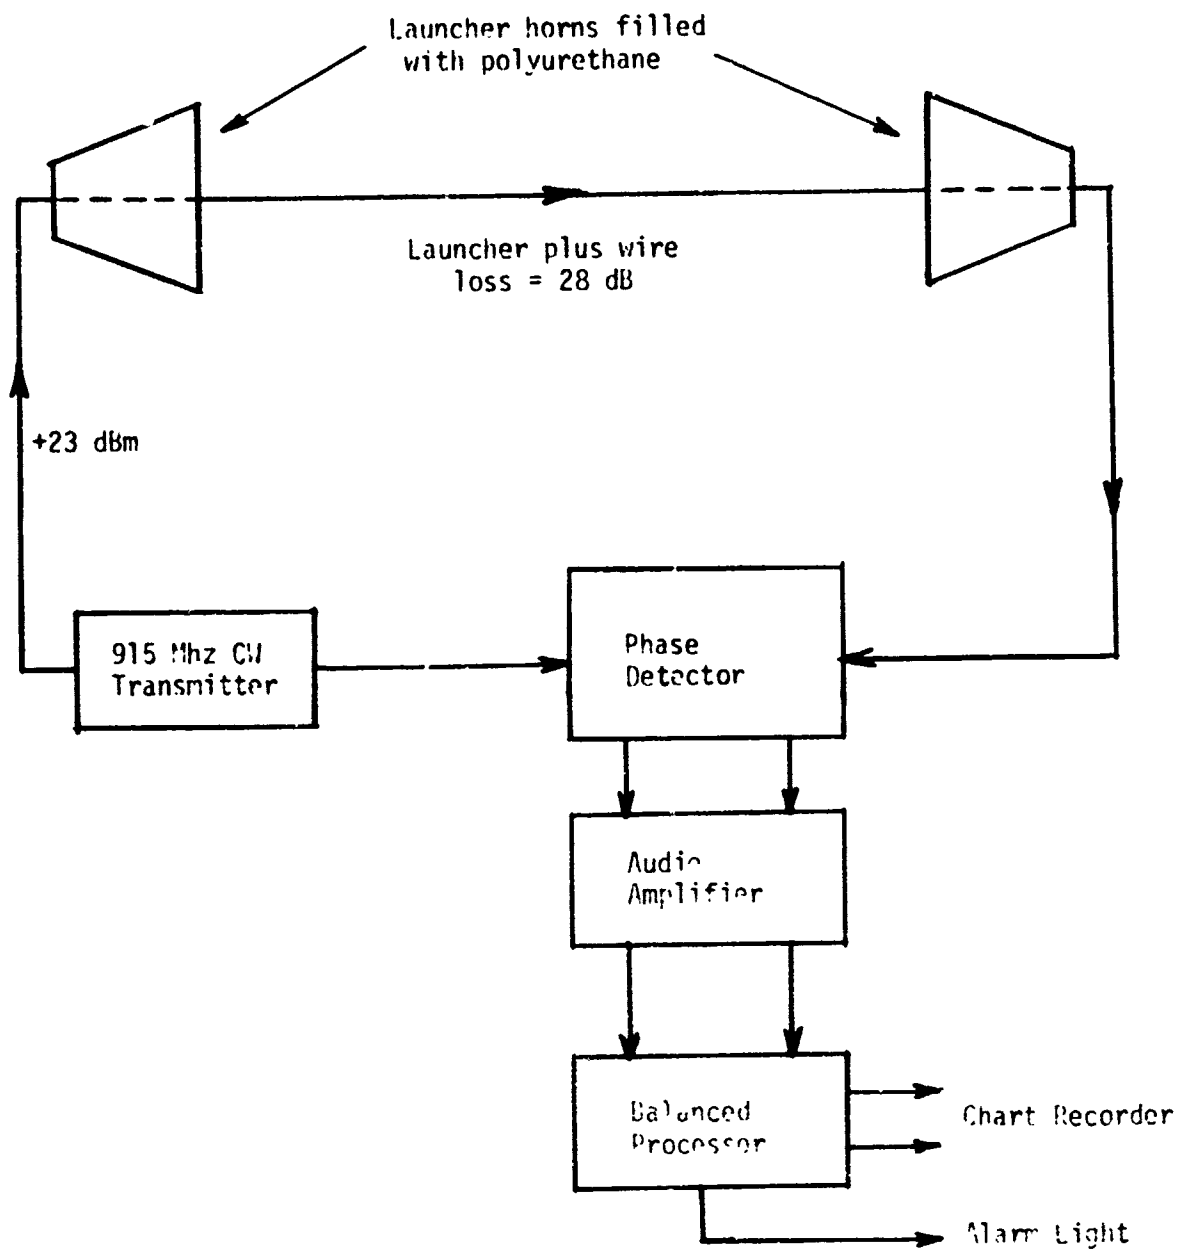 Launcher horns filled
with polyurethane
Launcher plus wire
loss = 28 dB
+23 dBm
915 Mhz CW
Transmitter
Phase
Detector
Audio
Amplifier
Balanced
Processor
Chart Recorder
Alarm Light